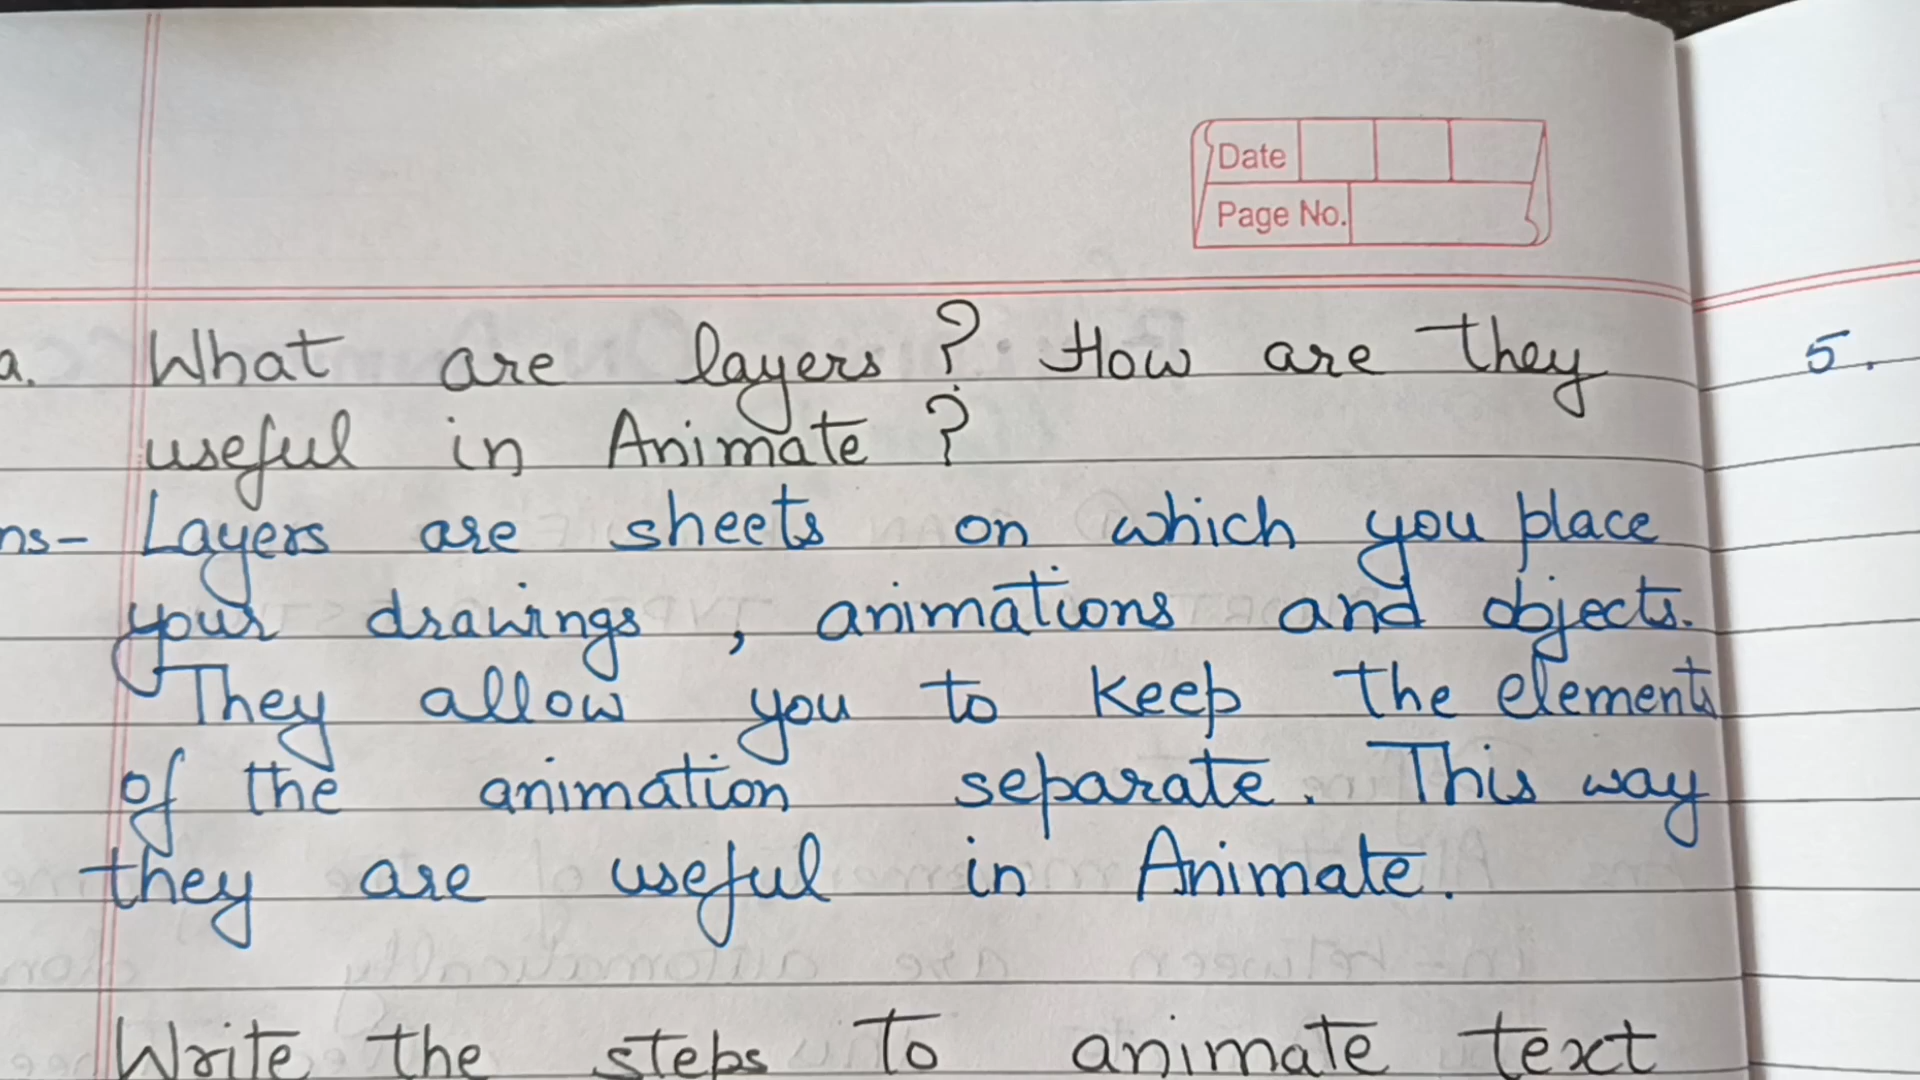 Date
Page No.
a. What are layers ? How are they
useful in Animate ?
ns- Layers are sheets on which you place
your drawings , animations and objects.
They allow you to keep the elements
of the animation separate. This way
they are useful in Animate.
Write the steps to animate text
5.